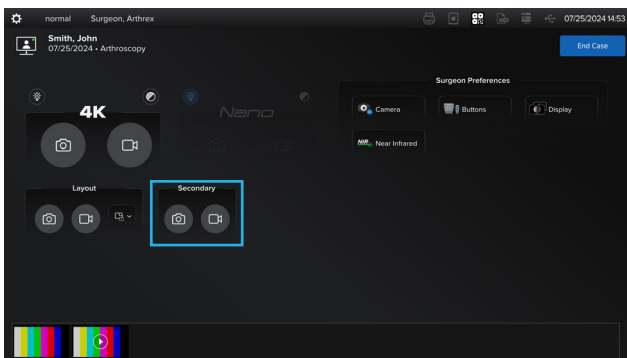 normal Surgeon, Arthrex 07/25/2024 14:53
Smith, John
07/25/2024 • Arthroscopy
End Case
Surgeon Preferences
4K
Nano
Camera Buttons Display
NIR Near Infrared
Layout Secondary